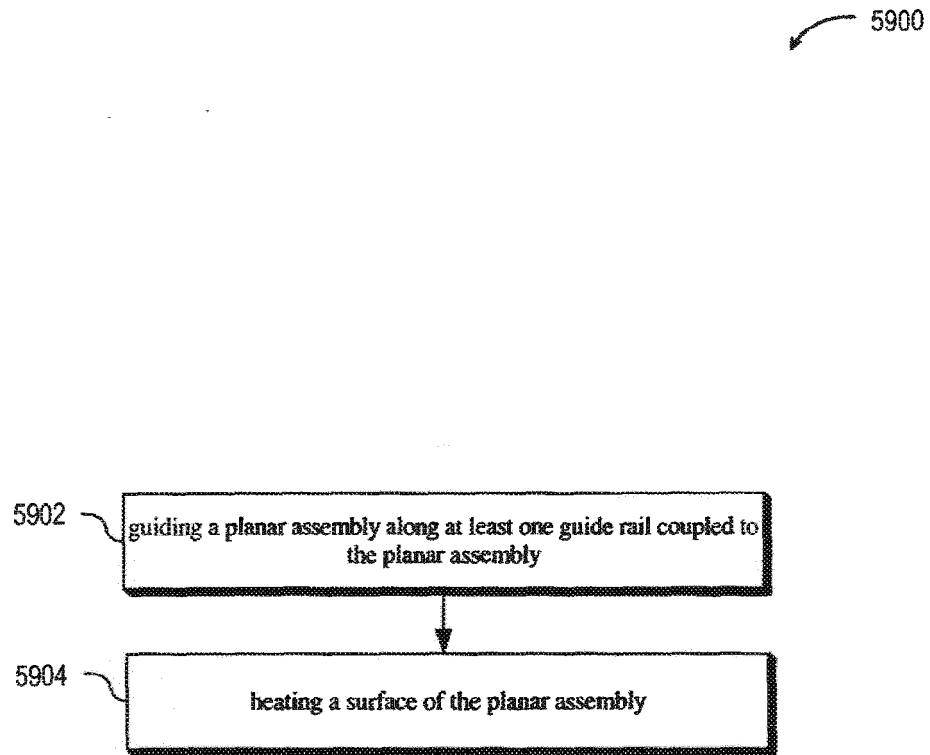 5900
5902
guiding a planar assembly along at least one guide rail coupled to
the planar assembly
5904
heating a surface of the planar assembly